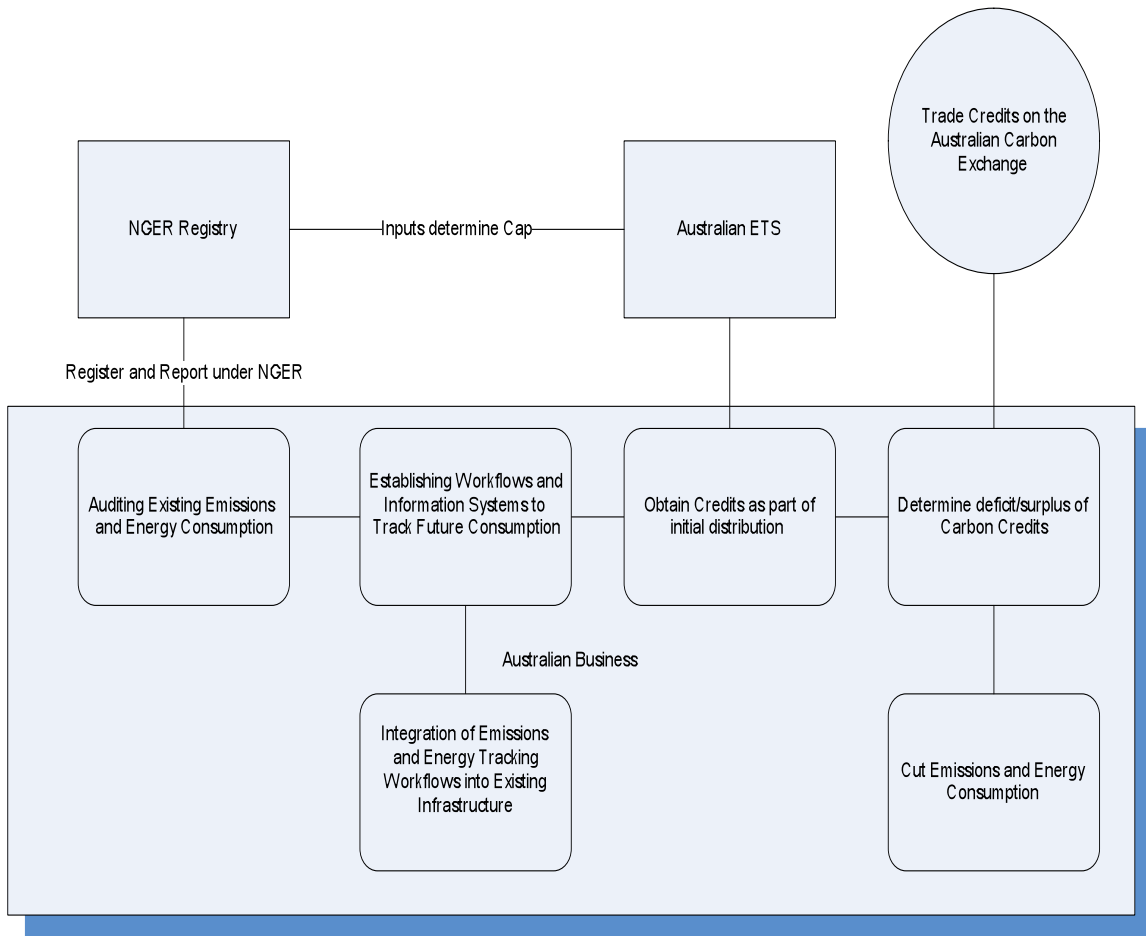 Trade Credits on the
Australian Carbon
Exchange
NGER Registry
Inputs determine Cap
Australian ETS
Register and Report under NGER
Auditing Existing Emissions
and Energy Consumption
Establishing Workflows and
Information Systems to
Track Future Consumption
Obtain Credits as part of
initial distribution
Determine deficit/surplus of
Carbon Credits
Australian Business
Integration of Emissions
and Energy Tracking
Workflows into Existing
Infrastructure
Cut Emissions and Energy
Consumption